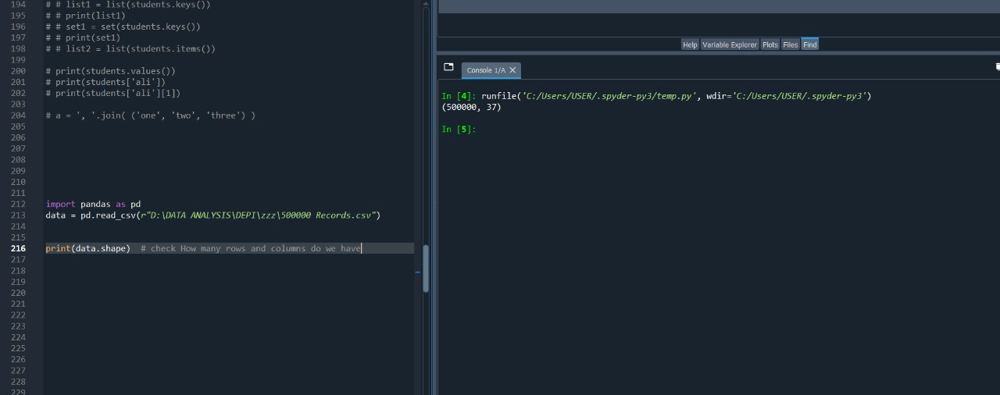 194 # # list1 = list(students.keys())
195 # # print(list1)
196 # # set1 = set(students.keys())
197 # # print(set1)
198 # # list2 = list(students.items())
199
200 # print(students.values())
201 # print(students['ali'])
202 # print(students['ali'][1])
203
204 # a = ', '.join( ('one', 'two', 'three') )
205
206
207
208
209
210
211
212 import pandas as pd
213 data = pd.read_csv(r"D:\DATA ANALYSIS\DEPI\zzz\500000 Records.csv")
214
215
216 print(data.shape)  # check How many rows and columns do we have
217
218
219
220
221
222
223
224
225
226
227
228
229
Help Variable Explorer Plots Files Find
Console 1/A X
In [4]: runfile('C:/Users/USER/.spyder-py3/temp.py', wdir='C:/Users/USER/.spyder-py3')
(500000, 37)
In [5]: